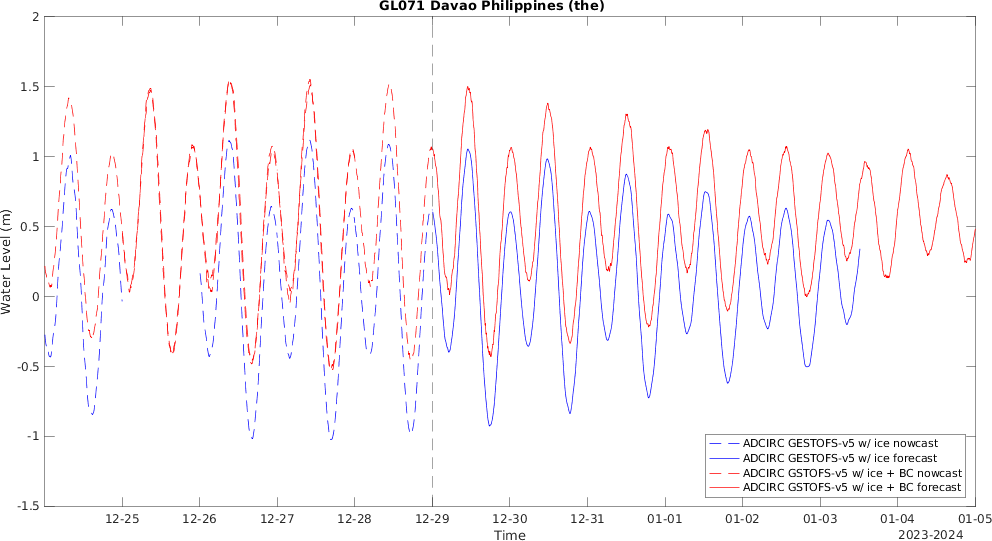 GL071 Davao Philippines (the)
2
1.5
1
0.5
0
-0.5
-1
-1.5
Water Level (m)
ADCIRC GESTOFS-v5 w/ ice nowcast
ADCIRC GESTOFS-v5 w/ ice forecast
ADCIRC GSTOFS-v5 w/ ice + BC nowcast
ADCIRC GSTOFS-v5 w/ ice + BC forecast
12-25 12-26 12-27 12-28 12-29 12-30 12-31 01-01 01-02 01-03 01-04 01-05
Time
2023-2024